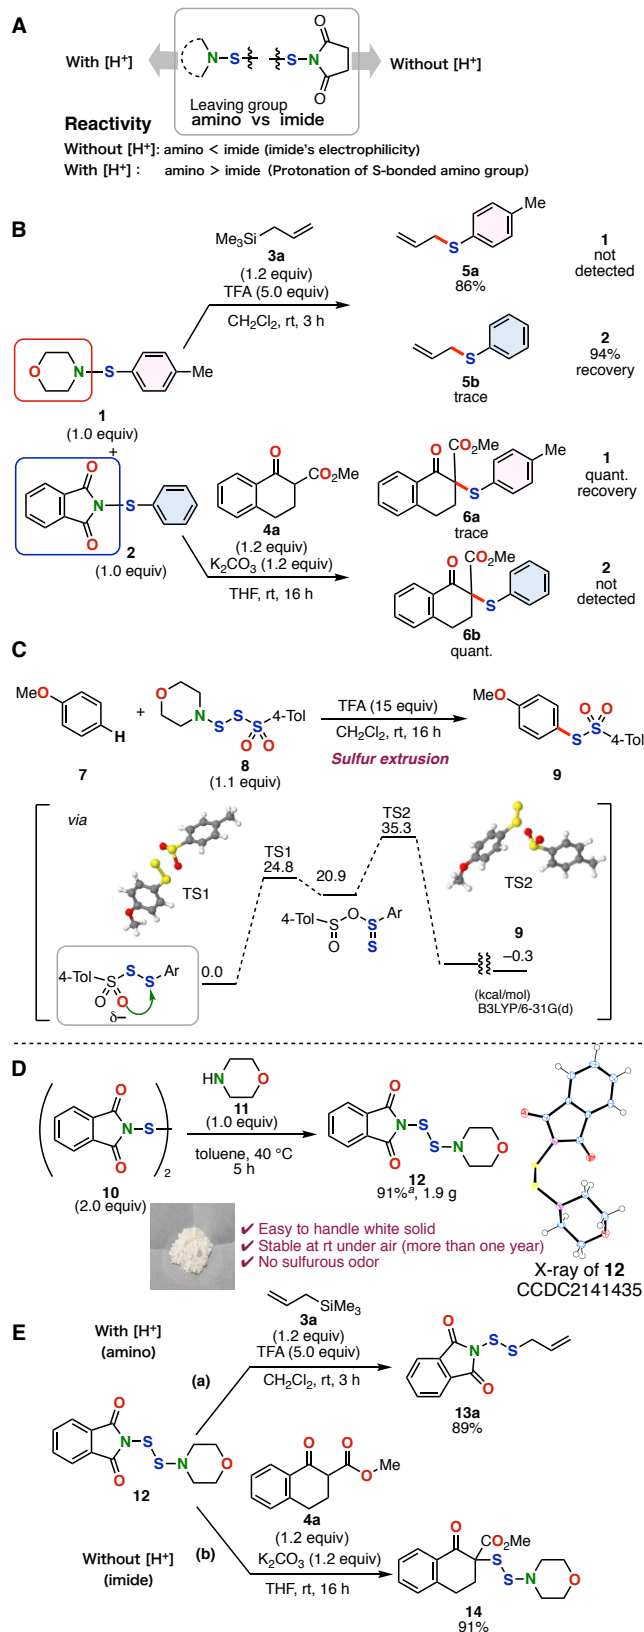 A
With [H⁺]
N–S
S–N
O
O
Without [H⁺]
Leaving group
amino vs imide
Reactivity
Without [H⁺]: amino < imide (imide's electrophilicity)
With [H⁺] : amino > imide (Protonation of S-bonded amino group)
B
Me₃Si
3a
(1.2 equiv)
TFA (5.0 equiv)
CH₂Cl₂, rt, 3 h
Me
S
5a
86%
1
not
detected
S
5b
trace
2
94%
recovery
O
N
S
Me
1
(1.0 equiv)
+
O
N
S
O
2
(1.0 equiv)
O
CO₂Me
4a
(1.2 equiv)
K₂CO₃ (1.2 equiv)
THF, rt, 16 h
CO₂Me
O
Me
S
6a
trace
1
quant.
recovery
CO₂Me
O
S
6b
quant.
2
not
detected
C
MeO
H
7
+
O
N
S
S
S
4-Tol
O O
8
(1.1 equiv)
TFA (15 equiv)
CH₂Cl₂, rt, 16 h
Sulfur extrusion
MeO
O O
S
S
4-Tol
9
via
TS1
TS1
24.8
20.9
TS2
35.3
TS2
9
4-Tol
S
O
S
Ar
O
S
4-Tol
S
S
S
Ar
O
O
δ–
0.0
–0.3
(kcal/mol)
B3LYP/6-31G(d)
D
O
N
S
O
2
10
(2.0 equiv)
HN
O
11
(1.0 equiv)
toluene, 40 °C
5 h
O
N
S
S
N
O
O
12
91%ᵃ, 1.9 g
✔ Easy to handle white solid
✔ Stable at rt under air (more than one year)
✔ No sulfurous odor
X-ray of 12
CCDC2141435
E
With [H⁺]
(amino)
(a)
SiMe₃
3a
(1.2 equiv)
TFA (5.0 equiv)
CH₂Cl₂, rt, 3 h
O
N
S
S
O
13a
89%
O
N
S
S
N
O
O
12
O
O
O
Me
4a
(1.2 equiv)
Without [H⁺]
(imide)
(b)
K₂CO₃ (1.2 equiv)
THF, rt, 16 h
O
CO₂Me
S
S
N
O
14
91%